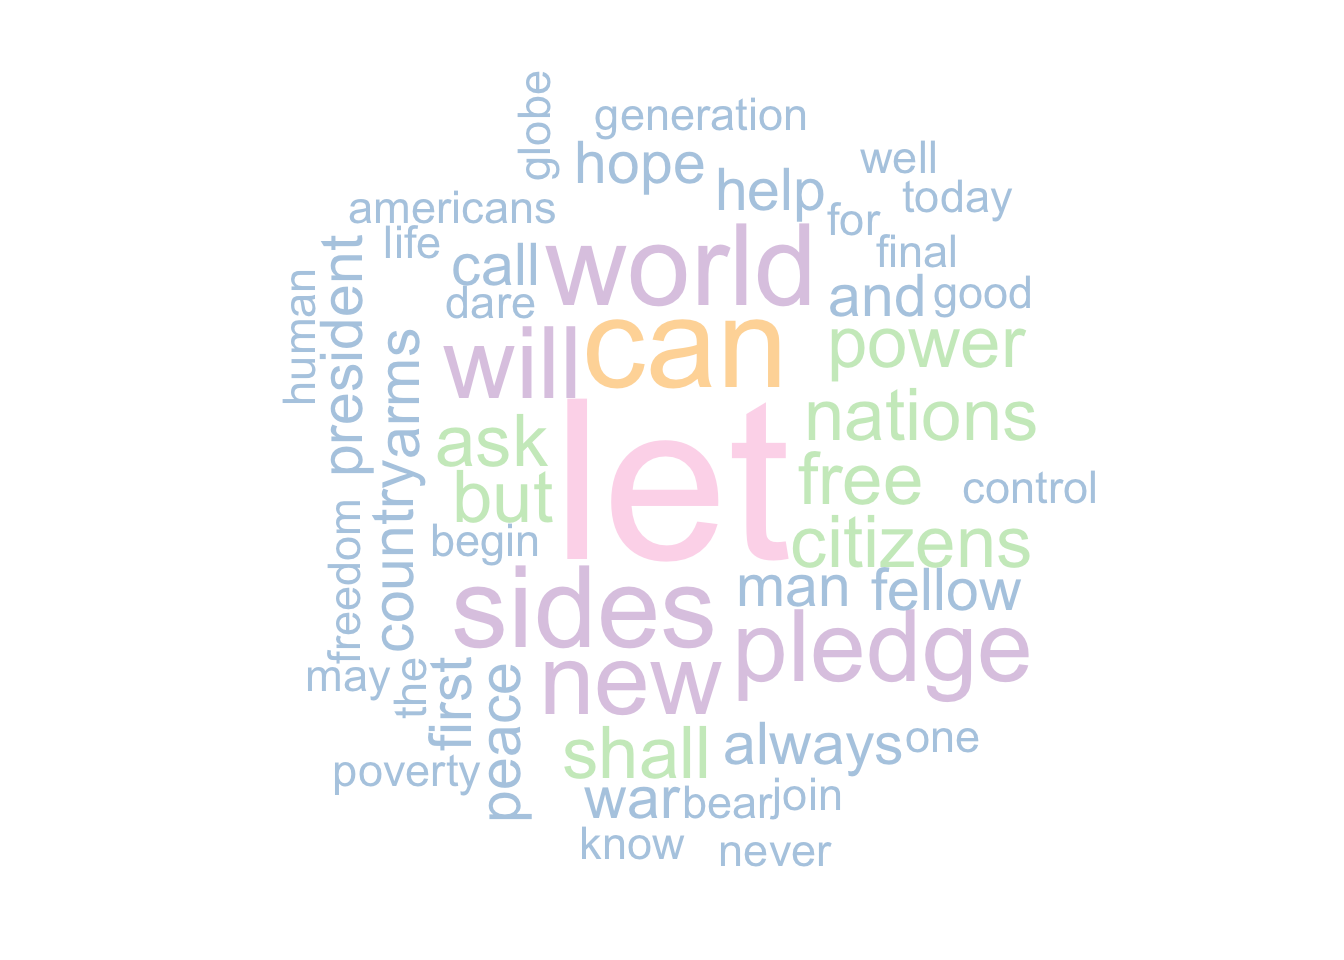 globe
generation
hope
well
help
today
americans
for
life
final
call
world
president
human
dare
and
good
can
power
will
arms
nations
ask
let
free
control
but
country
begin
citizens
freedom
man
fellow
sides
pledge
new
may
the
first
peace
shall
always
one
poverty
war
bear
join
know
never